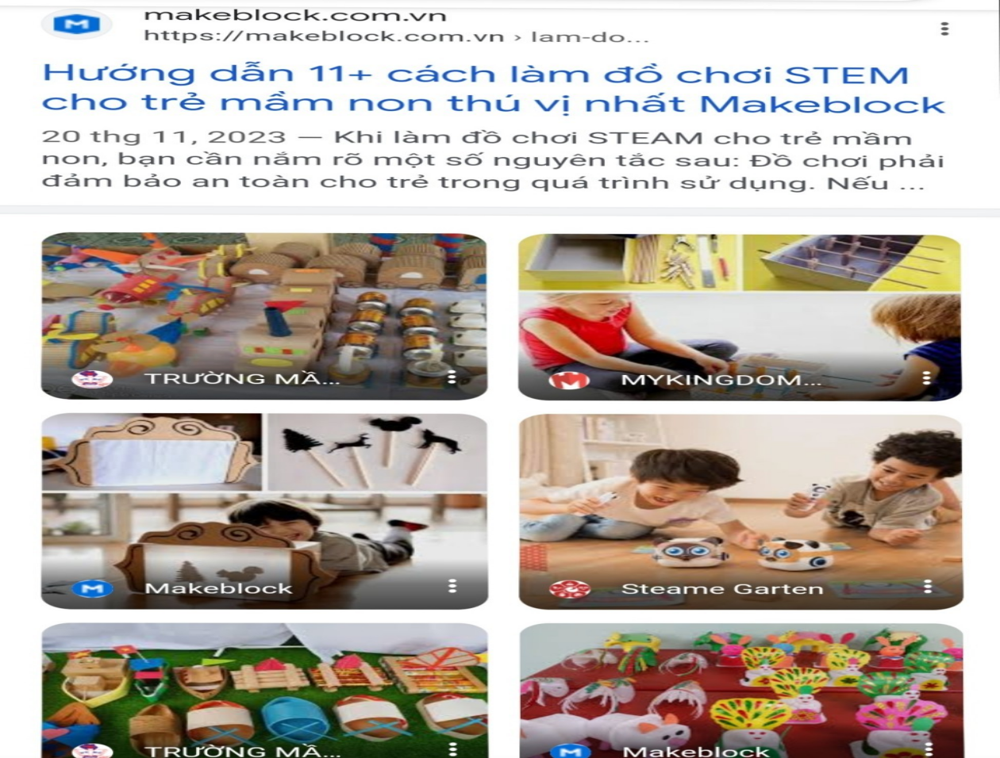 makeblock.com.vn
https://makeblock.com.vn › lam-do...
Hướng dẫn 11+ cách làm đồ chơi STEM
cho trẻ mầm non thú vị nhất Makeblock
20 thg 11, 2023 — Khi làm đồ chơi STEAM cho trẻ mầm
non, bạn cần nắm rõ một số nguyên tắc sau: Đồ chơi phải
đảm bảo an toàn cho trẻ trong quá trình sử dụng. Nếu ...
TRƯỜNG MẦ...
MYKINGDOM...
Makeblock
Steame Garten
TRƯỜNG MẦ...
Makeblock